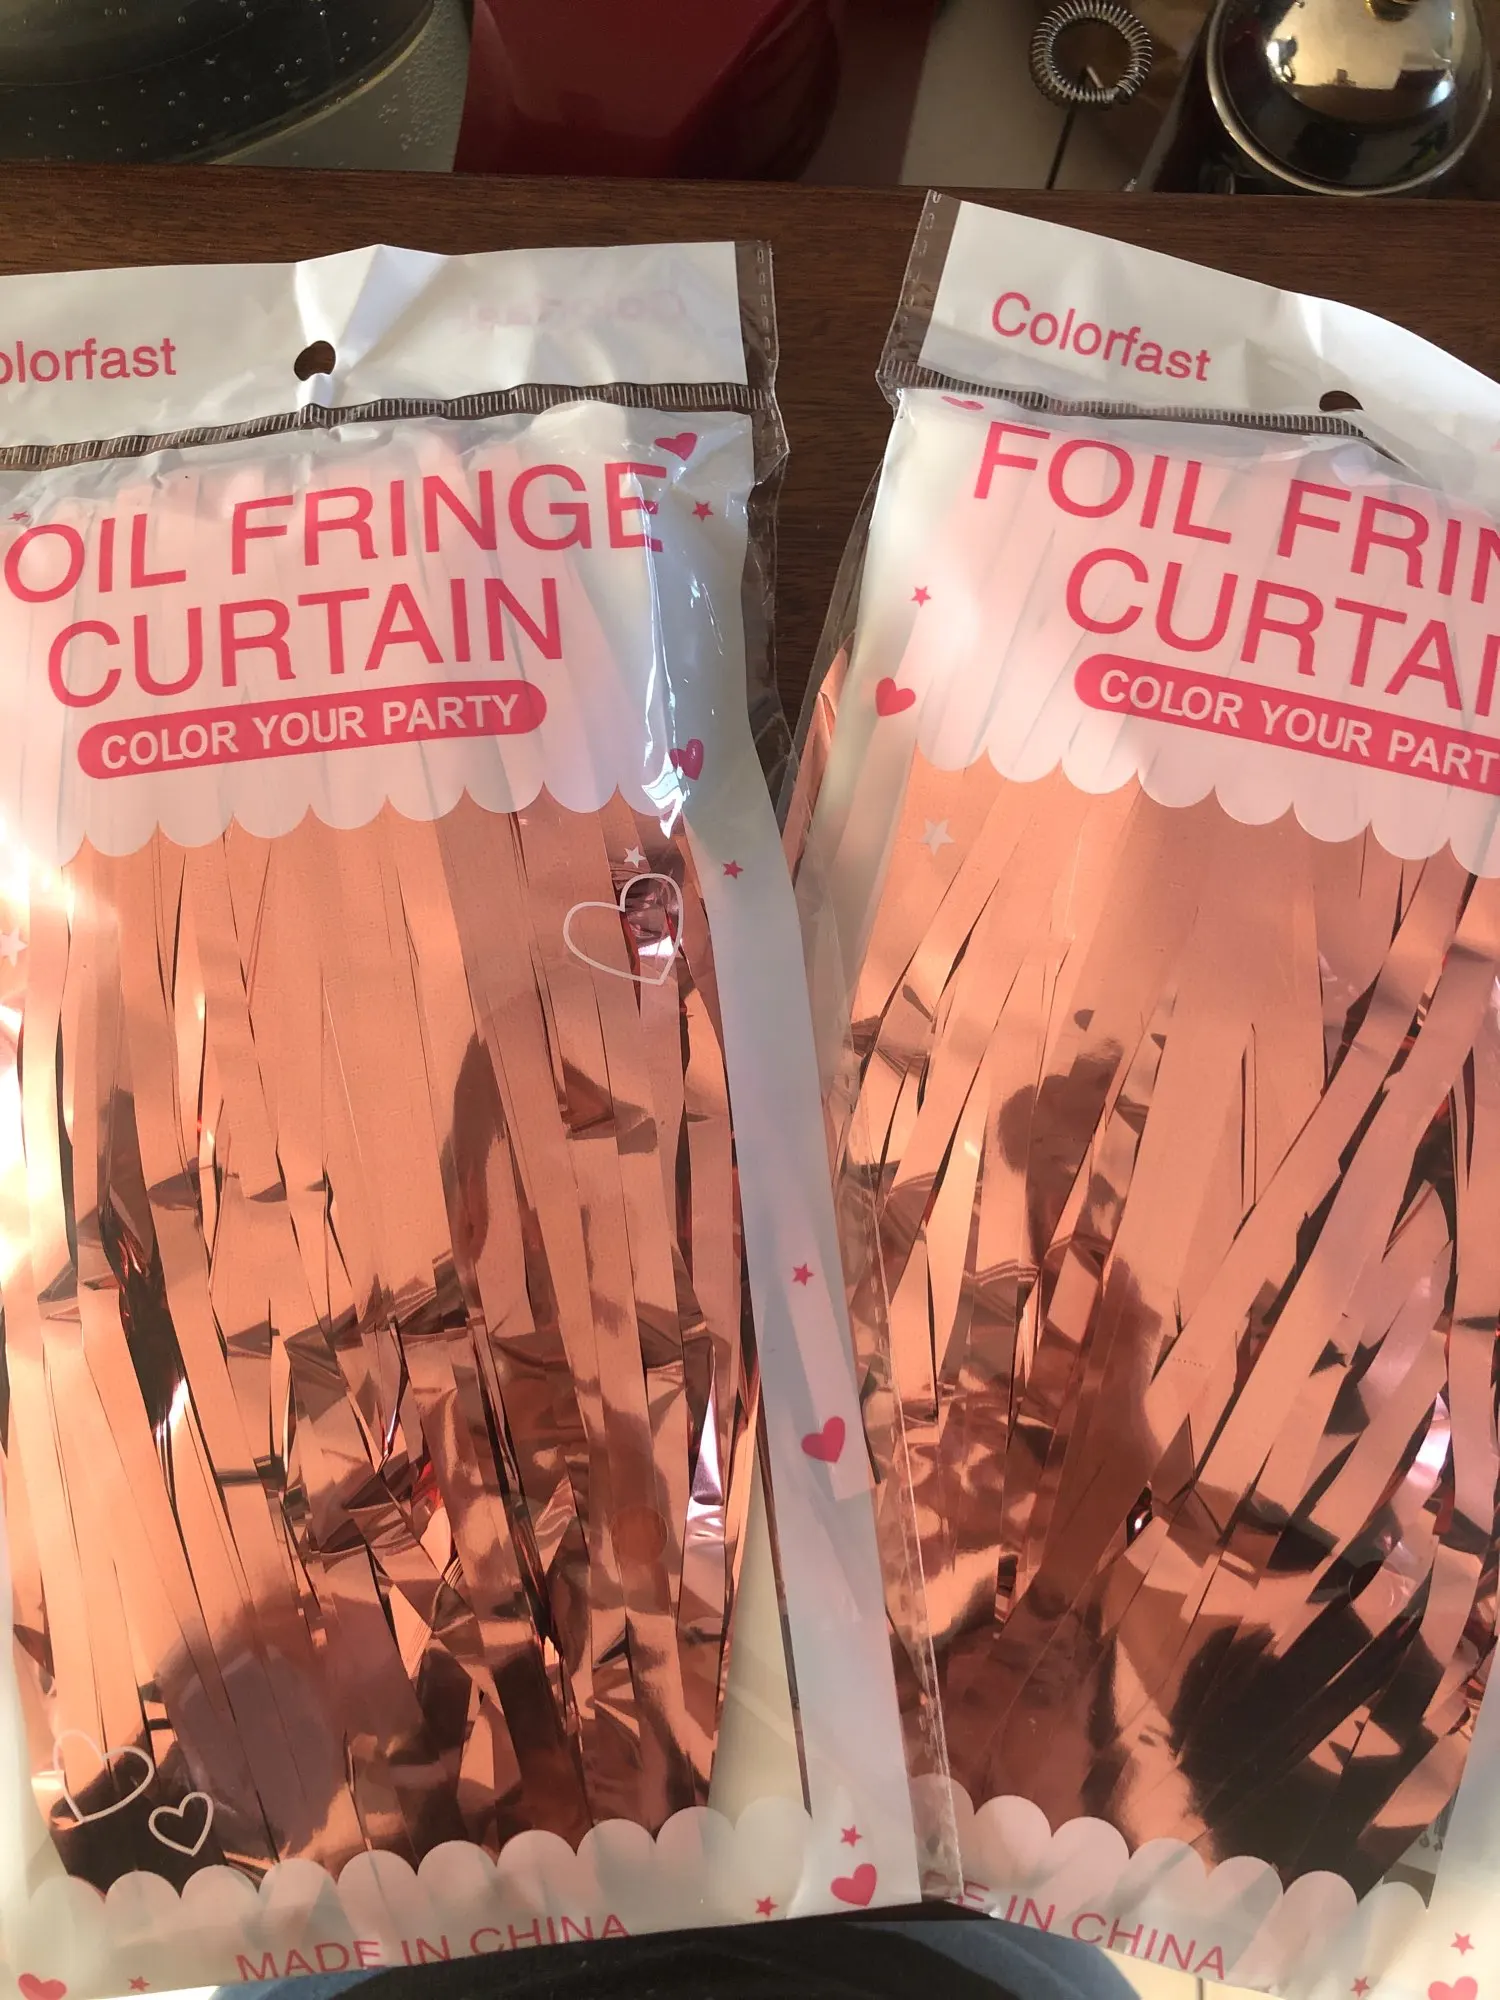 olorfast
OIL FRINGE
CURTAIN
COLOR YOUR PARTY
MADE IN CHINA
Colorfast
FOIL FRIN
CURTAI
COLOR YOUR PART
DE IN CHINA